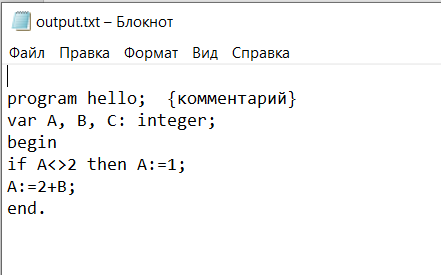 output.txt – Блокнот
Файл Правка Формат Вид Справка
program hello;  {комментарий}
var A, B, C: integer;
begin
if A<>2 then A:=1;
A:=2+B;
end.